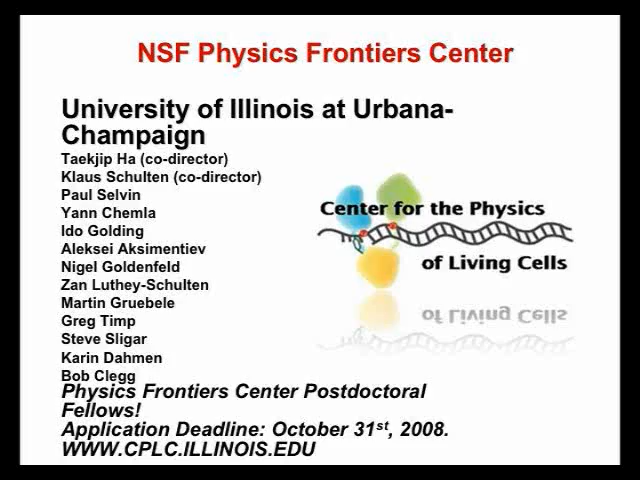 NSF Physics Frontiers Center
University of Illinois at Urbana-
Champaign
Taekjip Ha (co-director)
Klaus Schulten (co-director)
Paul Selvin
Yann Chemla
Ido Golding
Aleksei Aksimentiev
Nigel Goldenfeld
Zan Luthey-Schulten
Martin Gruebele
Greg Timp
Steve Sligar
Karin Dahmen
Bob Clegg
Center for the Physics
of Living Cells
of Living Cells
Physics Frontiers Center Postdoctoral
Fellows!
Application Deadline: October 31st, 2008.
WWW.CPLC.ILLINOIS.EDU